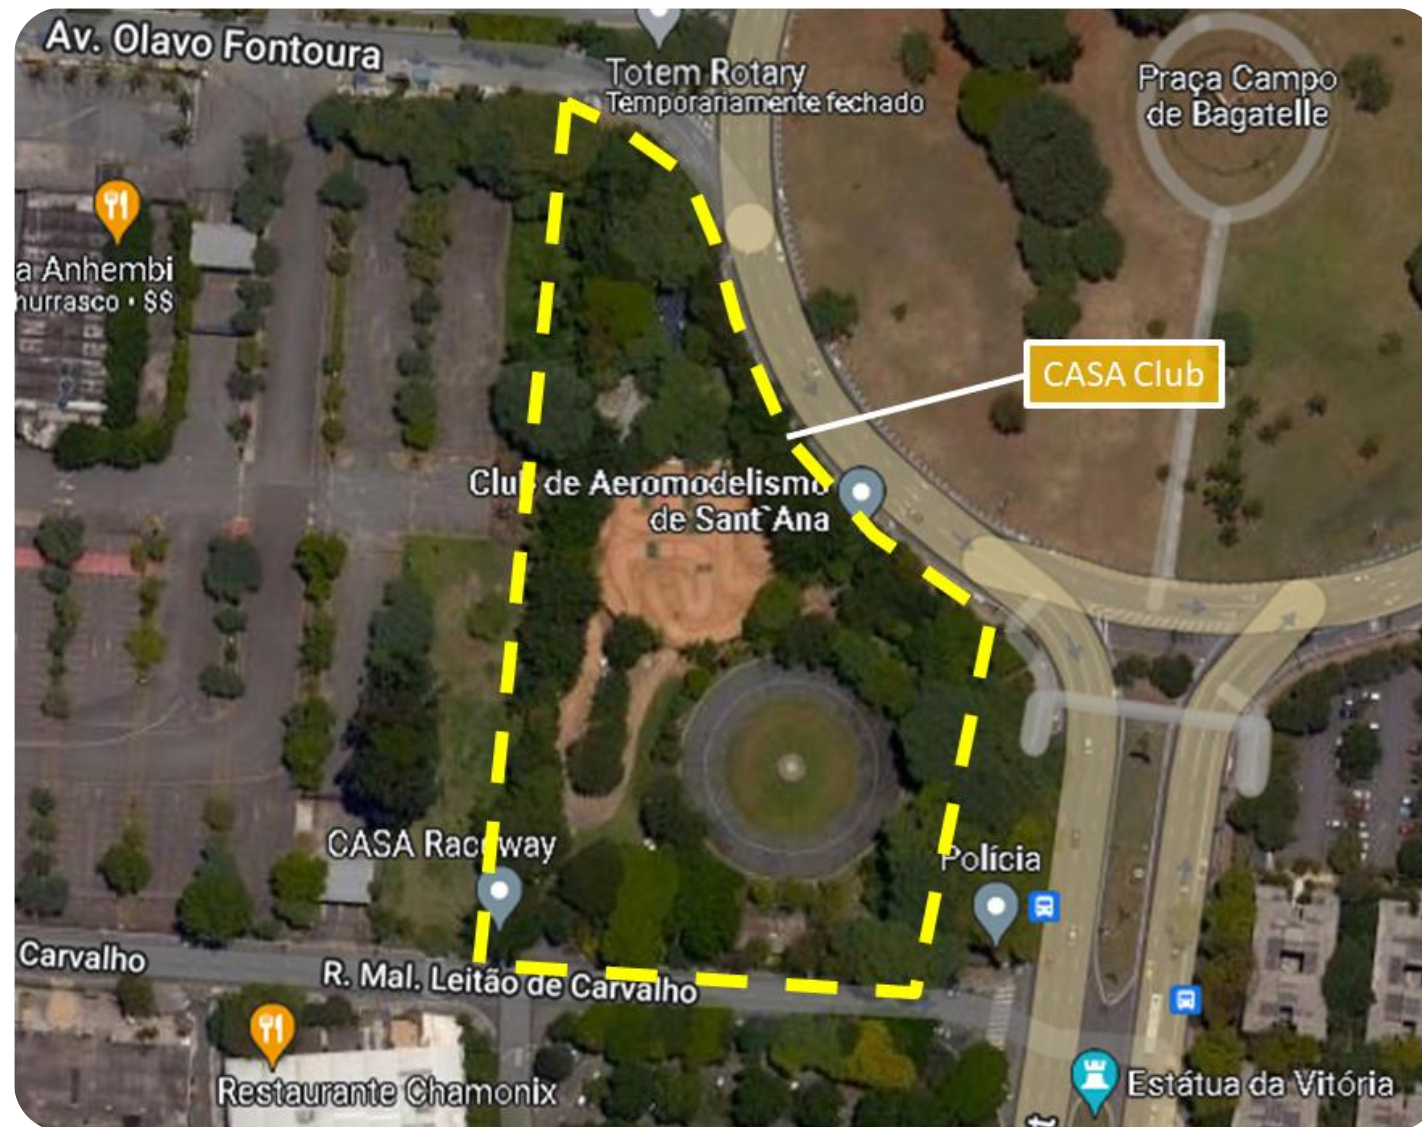 Av. Olavo Fontoura
Totem Rotary
Temporariamente fechado
Praça Campo
de Bagatelle
a Anhembi
hurrasco • $$
CASA Club
Club de Aeromodelismo
de Sant`Ana
CASA Raceway
Polícia
Carvalho
R. Mal. Leitão de Carvalho
Restaurante Chamonix
Estátua da Vitória
t